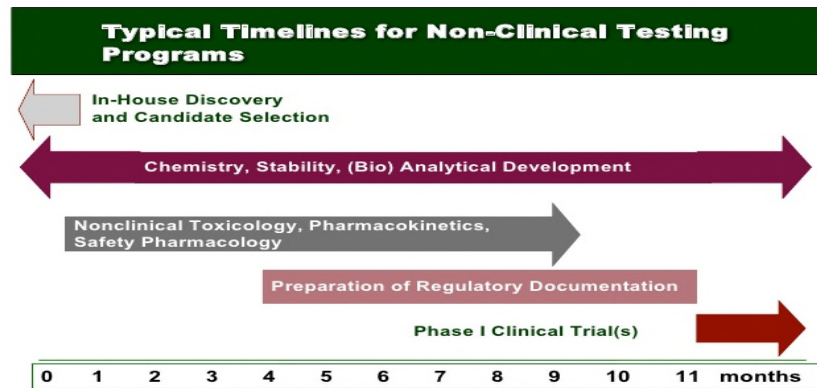 Typical Timelines for Non-Clinical Testing
Programs
In-House Discovery
and Candidate Selection
Chemistry, Stability, (Bio) Analytical Development
Nonclinical Toxicology, Pharmacokinetics,
Safety Pharmacology
Preparation of Regulatory Documentation
Phase I Clinical Trial(s)
0 1 2 3 4 5 6 7 8 9 10 11 months